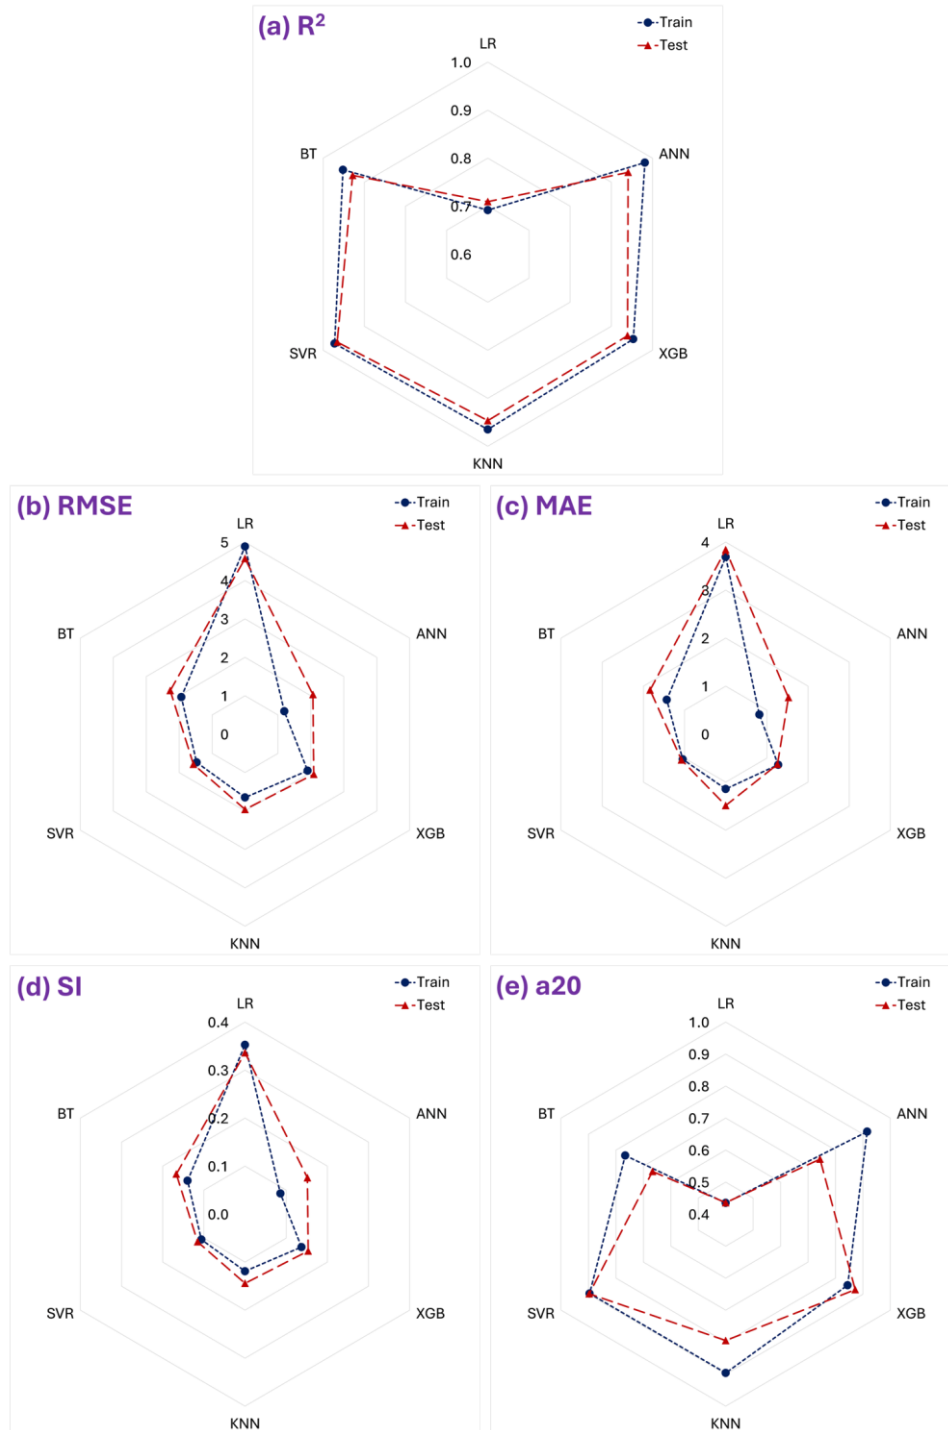 (a) R²
Train
Test
LR
1.0
0.9
BT
0.8
ANN
0.7
0.6
SVR
XGB
KNN
(b) RMSE
Train
Test
LR
5
4
BT
3
ANN
2
1
0
SVR
XGB
KNN
(c) MAE
Train
Test
LR
4
3
BT
2
ANN
1
0
SVR
XGB
KNN
(d) SI
Train
Test
LR
0.4
0.3
BT
0.2
ANN
0.1
0.0
SVR
XGB
KNN
(e) a20
Train
Test
LR
1.0
0.9
0.8
BT
0.7
ANN
0.6
0.5
0.4
SVR
XGB
KNN